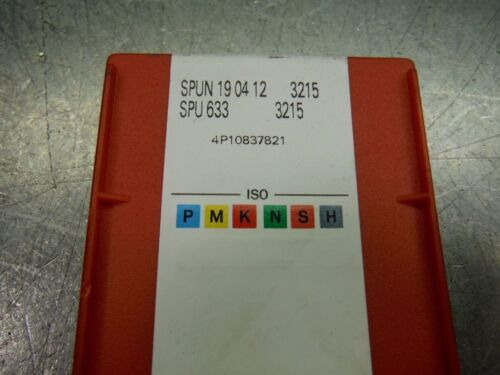 SPUN 19 04 12 3215
SPU 633 3215
4P10837821
ISO
P M K N S H